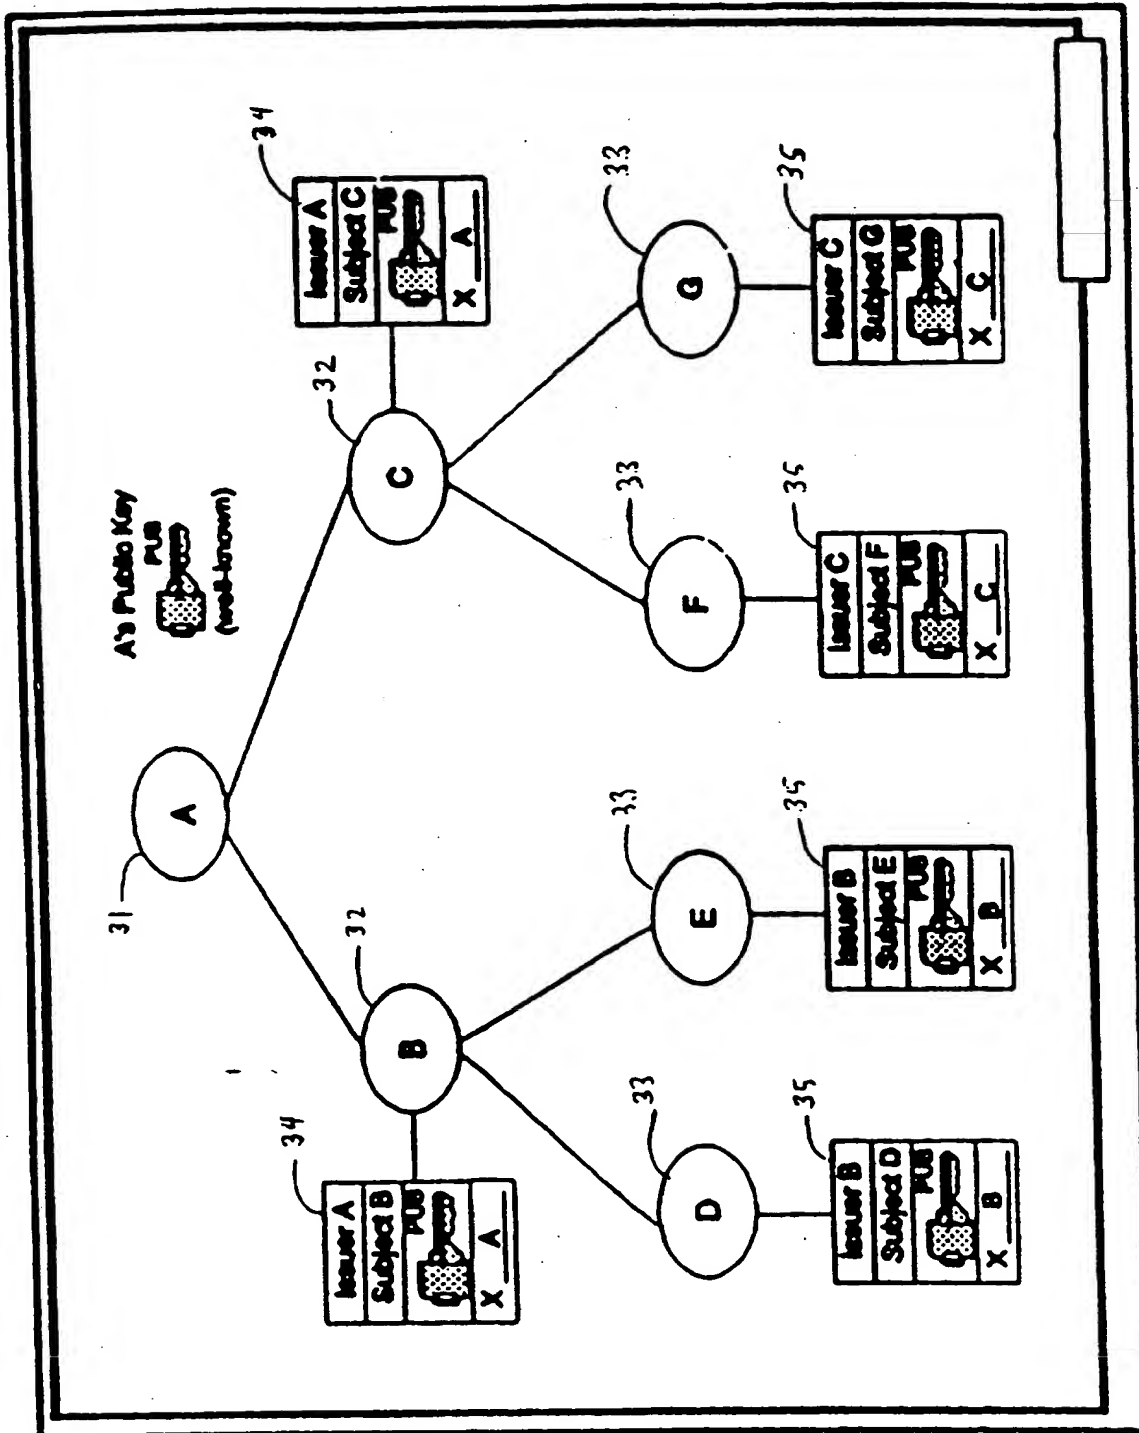 A's Public Key
PUB
(well-known)
31
A
32
B
32
C
34
Issuer A
Subject B
PUB
X A
34
Issuer A
Subject C
PUB
X A
33
D
33
E
33
F
33
G
35
Issuer B
Subject D
PUB
X B
35
Issuer B
Subject E
PUB
X B
35
Issuer C
Subject F
PUB
X C
35
Issuer C
Subject G
PUB
X C